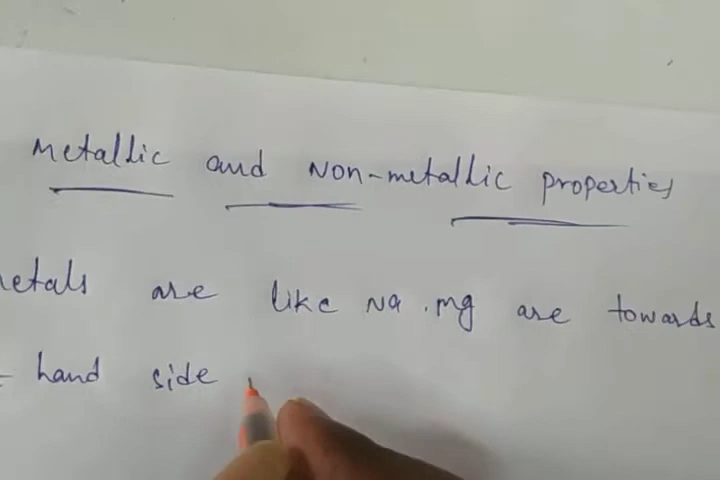 Metallic and Non-metallic properties
etals are like Na . mg are towards
hand side